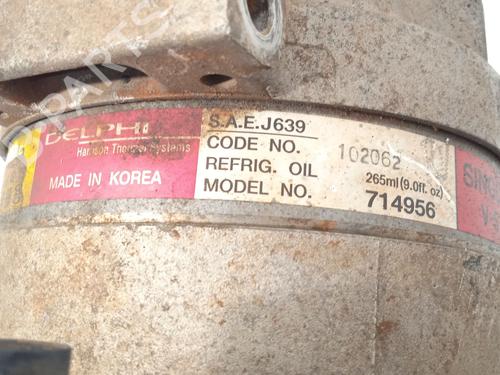 DELPHI
Harrison Thermal Systems
MADE IN KOREA
S.A.E.J639
CODE NO. 102062
REFRIG. OIL 265ml(9.0fl. oz)
MODEL NO. 714956